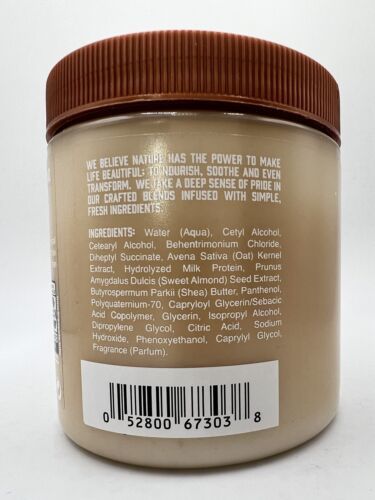 WE BELIEVE NATURE HAS THE POWER TO MAKE
LIFE BEAUTIFUL: TO NOURISH, SOOTHE AND EVEN
TRANSFORM. WE TAKE A DEEP SENSE OF PRIDE IN
OUR CRAFTED BLENDS INFUSED WITH SIMPLE,
FRESH INGREDIENTS.
INGREDIENTS: Water (Aqua), Cetyl Alcohol,
Cetearyl Alcohol, Behentrimonium Chloride,
Diheptyl Succinate, Avena Sativa (Oat) Kernel
Extract, Hydrolyzed Milk Protein, Prunus
Amygdalus Dulcis (Sweet Almond) Seed Extract,
Butyrospermum Parkii (Shea) Butter, Panthenol,
Polyquaternium-70, Capryloyl Glycerin/Sebacic
Acid Copolymer, Glycerin, Isopropyl Alcohol,
Dipropylene Glycol, Citric Acid, Sodium
Hydroxide, Phenoxyethanol, Caprylyl Glycol,
Fragrance (Parfum).
0 52800 67303 8